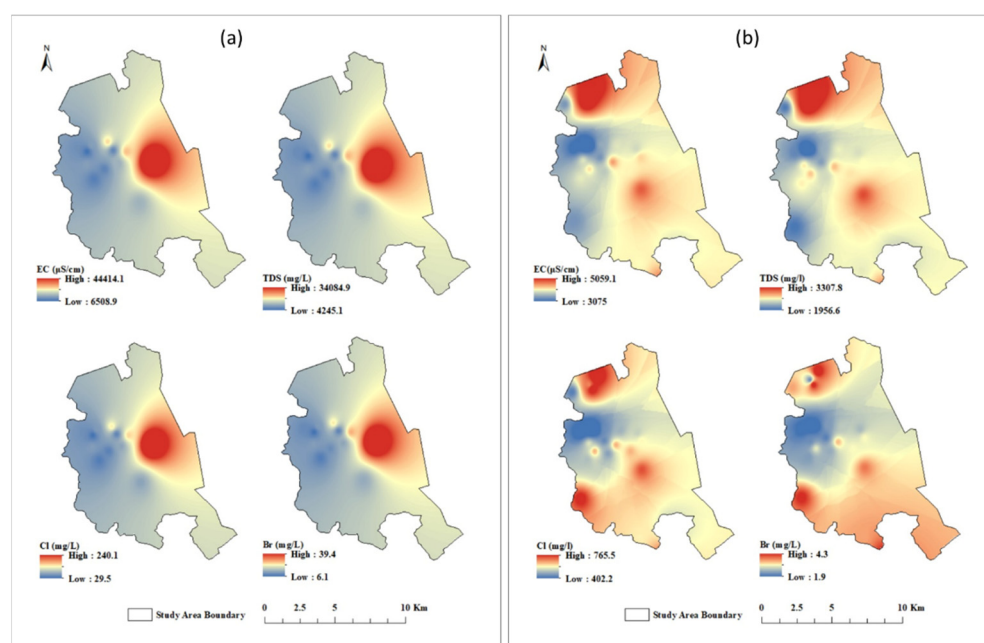 (a)
N
EC (µS/cm)
High : 44414.1
Low : 6508.9
TDS (mg/L)
High : 34084.9
Low : 4245.1
Cl (mg/L)
High : 240.1
Low : 29.5
Br (mg/L)
High : 39.4
Low : 6.1
Study Area Boundary
0 2.5 5 10 Km
(b)
N
EC (µS/cm)
High : 5059.1
Low : 3075
TDS (mg/l)
High : 3307.8
Low : 1956.6
Cl (mg/l)
High : 765.5
Low : 402.2
Br (mg/L)
High : 4.3
Low : 1.9
Study Area Boundary
0 2.5 5 10 Km